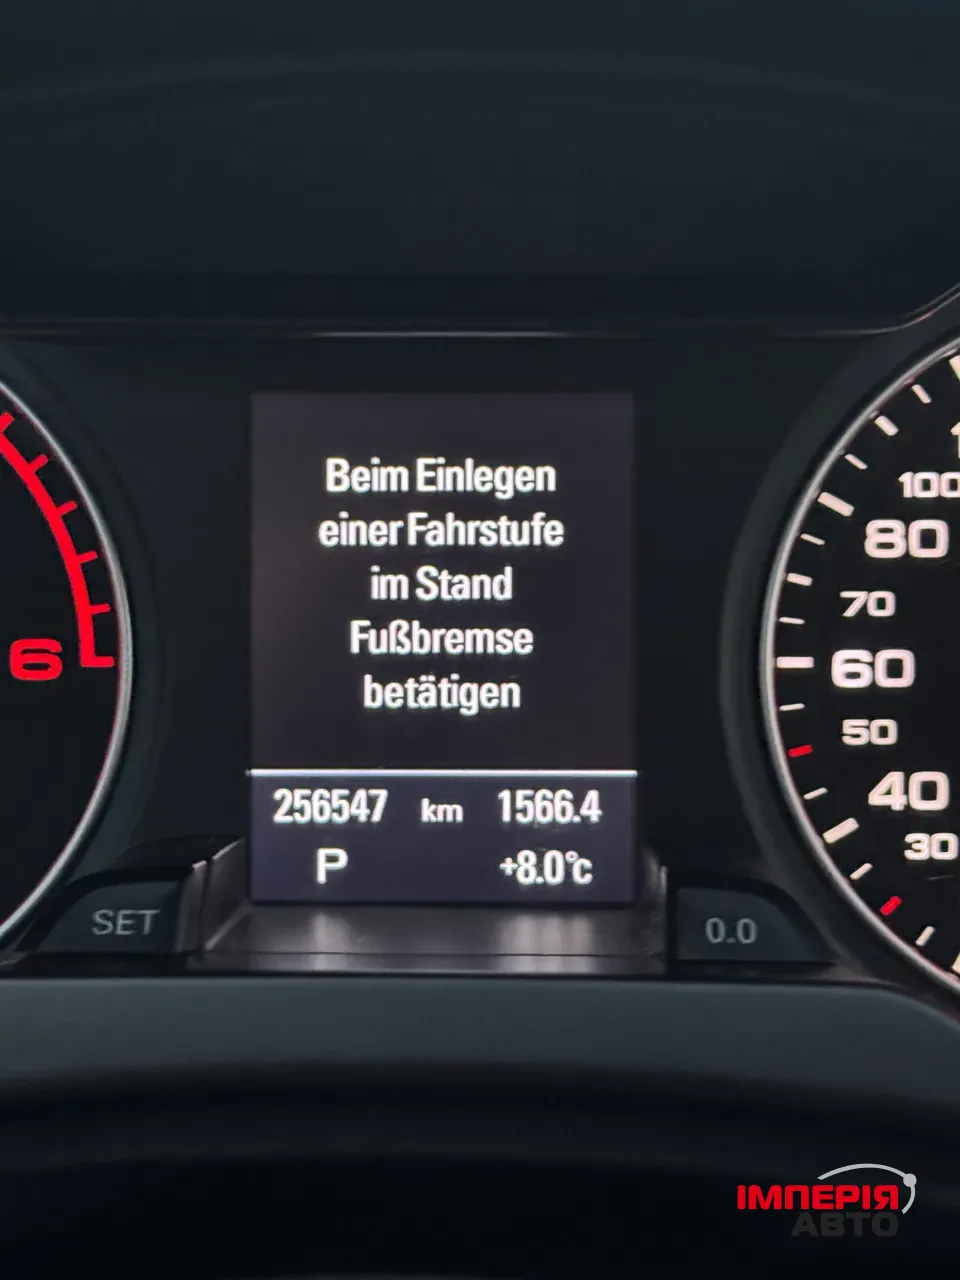 Beim Einlegen
einer Fahrstufe
im Stand
Fußbremse
betätigen
256547 km 1566.4
P +8.0°C
SET
0.0
6
100
80
70
60
50
40
30
ІМПЕРІЯ
АВТО